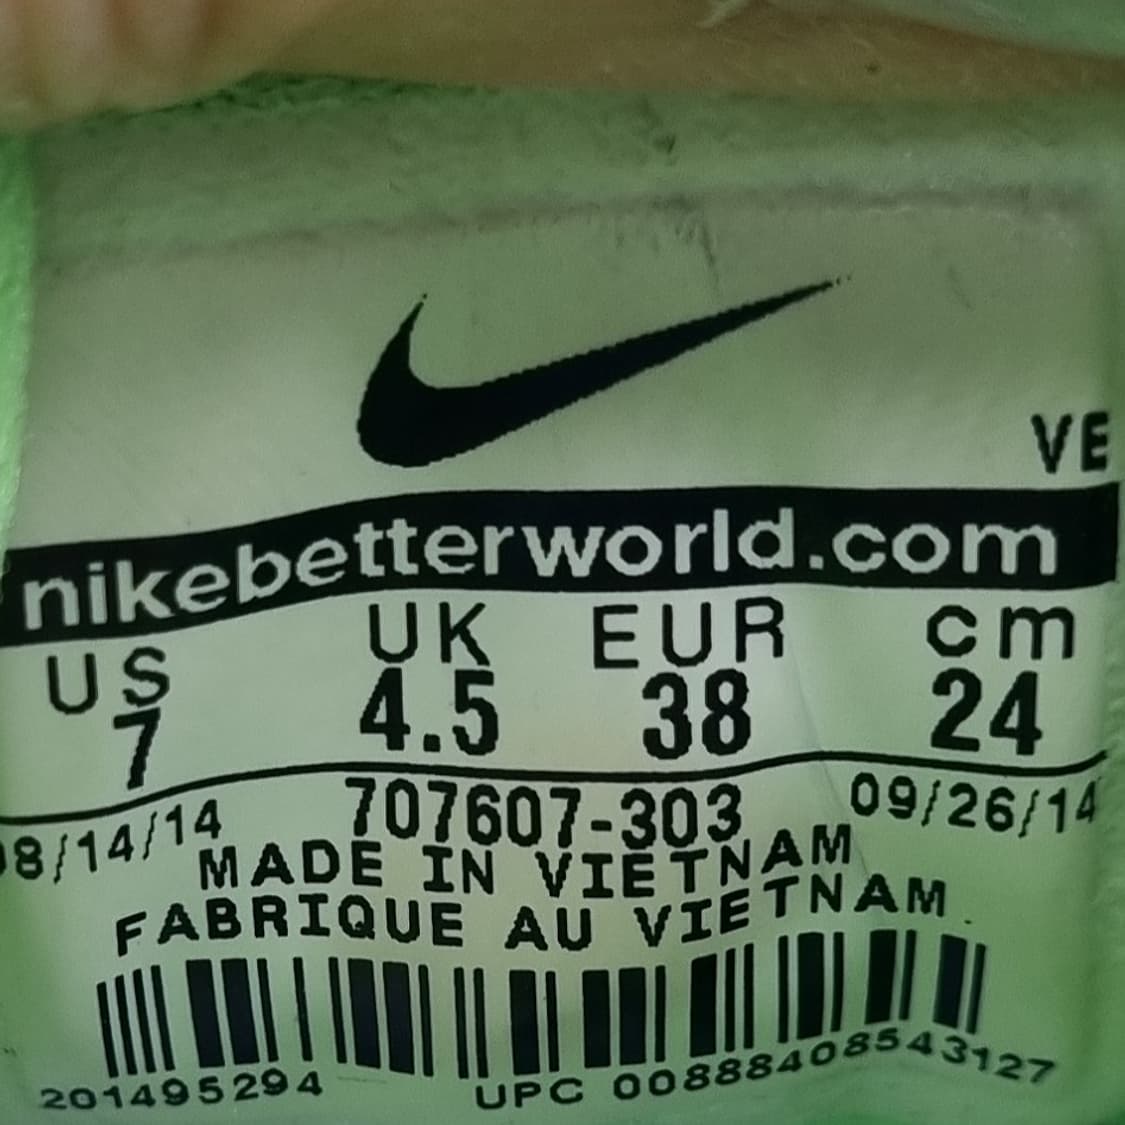 VE
nikebetterworld.com
US UK EUR cm
7 4.5 38 24
08/14/14 707607-303 09/26/14
MADE IN VIETNAM
FABRIQUE AU VIETNAM
201495294 UPC 00888408543127